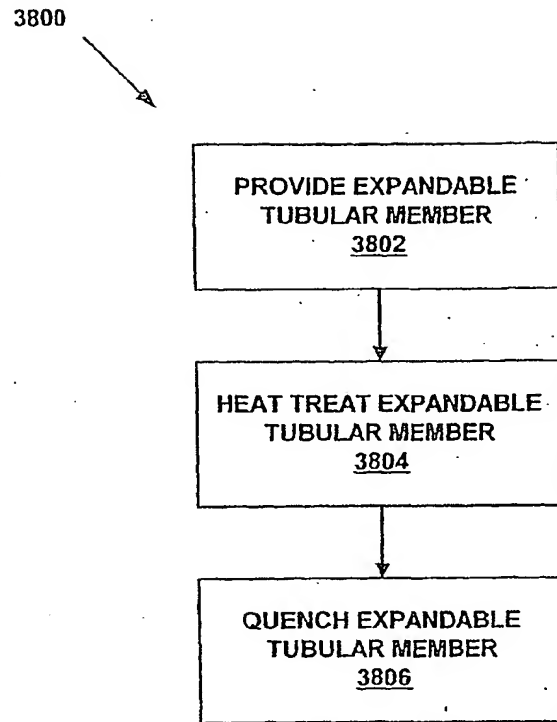 3800
PROVIDE EXPANDABLE
TUBULAR MEMBER
3802
HEAT TREAT EXPANDABLE
TUBULAR MEMBER
3804
QUENCH EXPANDABLE
TUBULAR MEMBER
3806